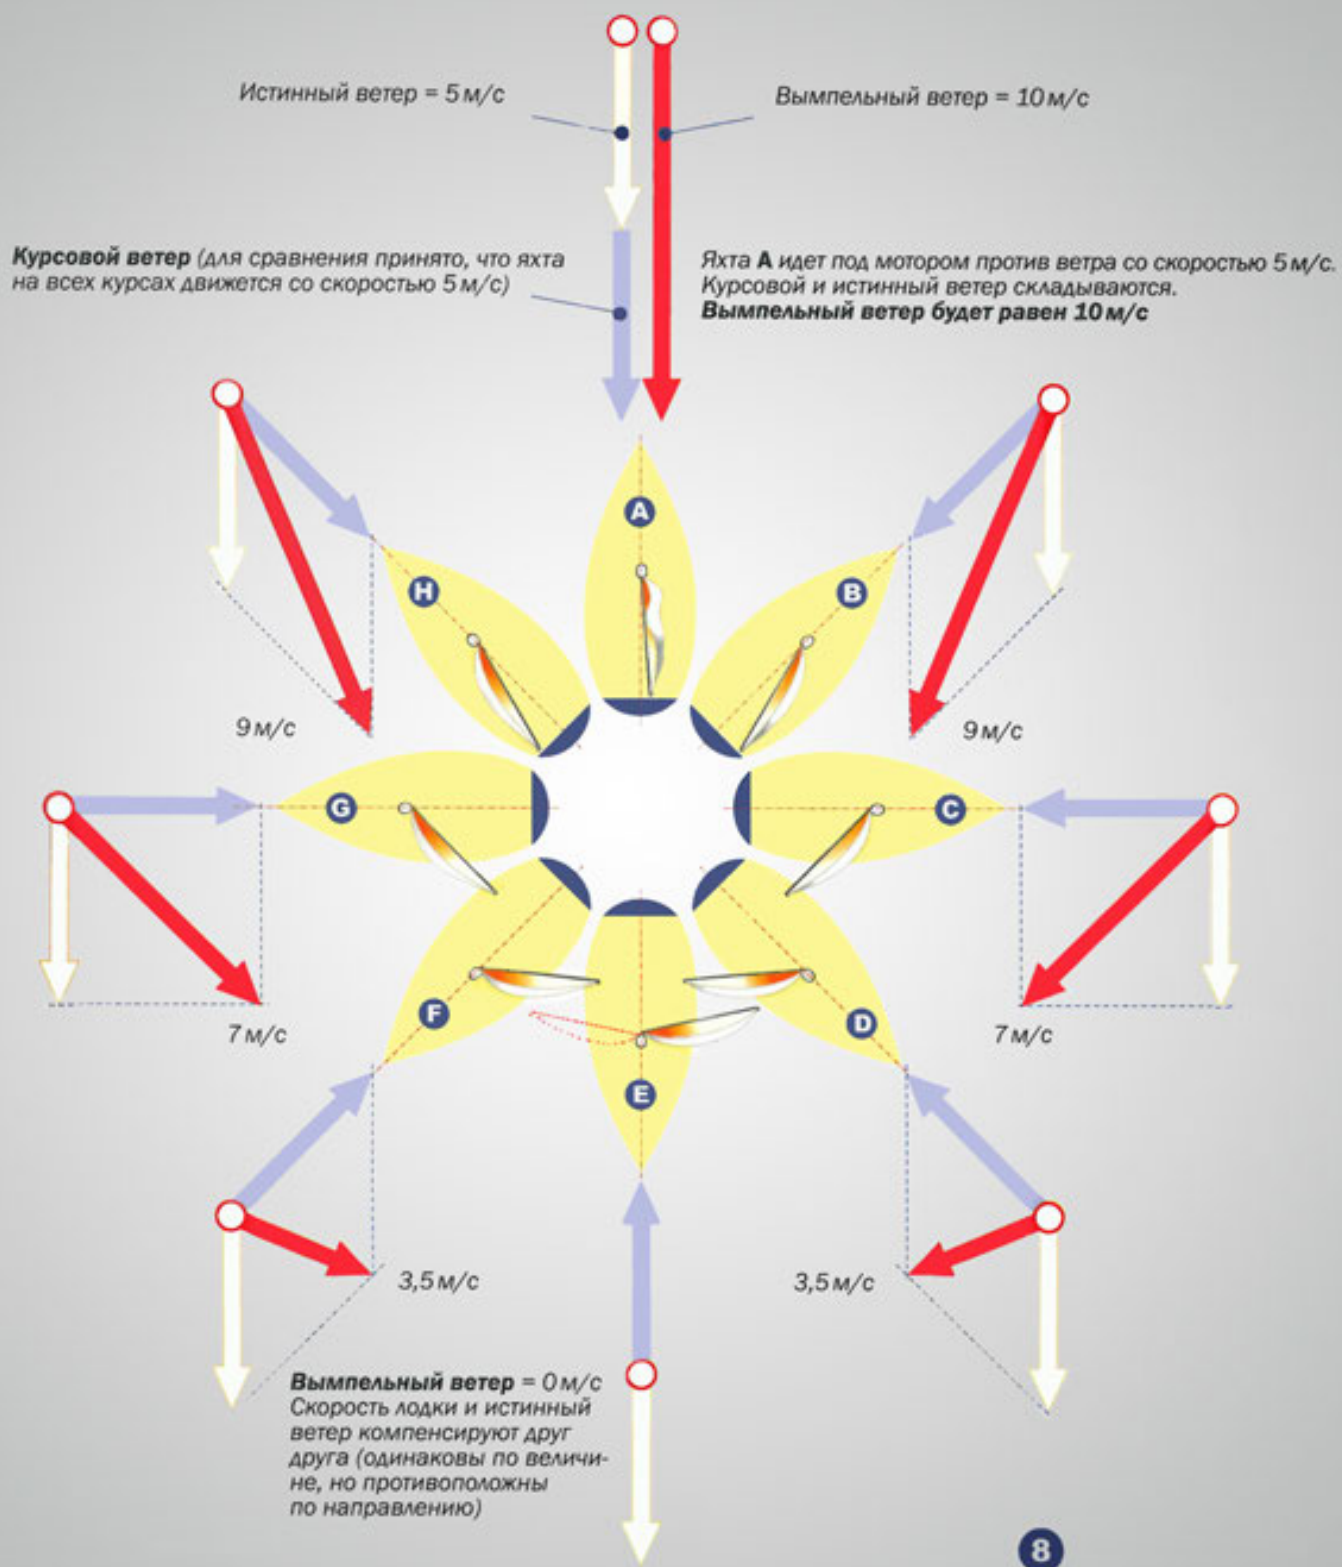 Истинный ветер = 5 м/с
Вымпельный ветер = 10 м/с
Курсовой ветер (для сравнения принято, что яхта
на всех курсах движется со скоростью 5 м/с)
Яхта А идет под мотором против ветра со скоростью 5 м/с.
Курсовой и истинный ветер складываются.
Вымпельный ветер будет равен 10 м/с
A
H
B
9 м/с
9 м/с
G
C
F
D
7 м/с
7 м/с
E
3,5 м/с
3,5 м/с
Вымпельный ветер = 0 м/с
Скорость лодки и истинный
ветер компенсируют друг
друга (одинаковы по величи-
не, но противоположны
по направлению)
8